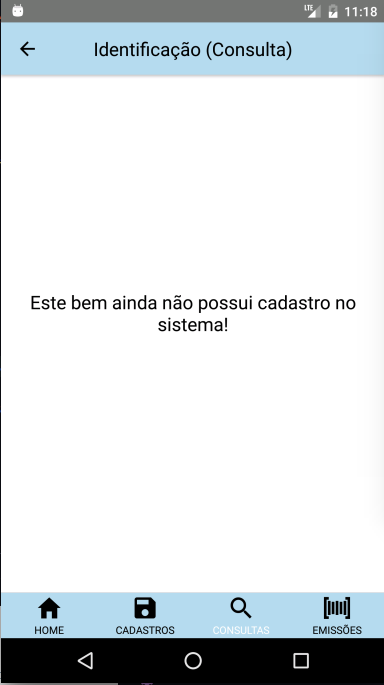 LTE 11:18
Identificação (Consulta)
Este bem ainda não possui cadastro no
sistema!
HOME CADASTROS CONSULTAS EMISSÕES